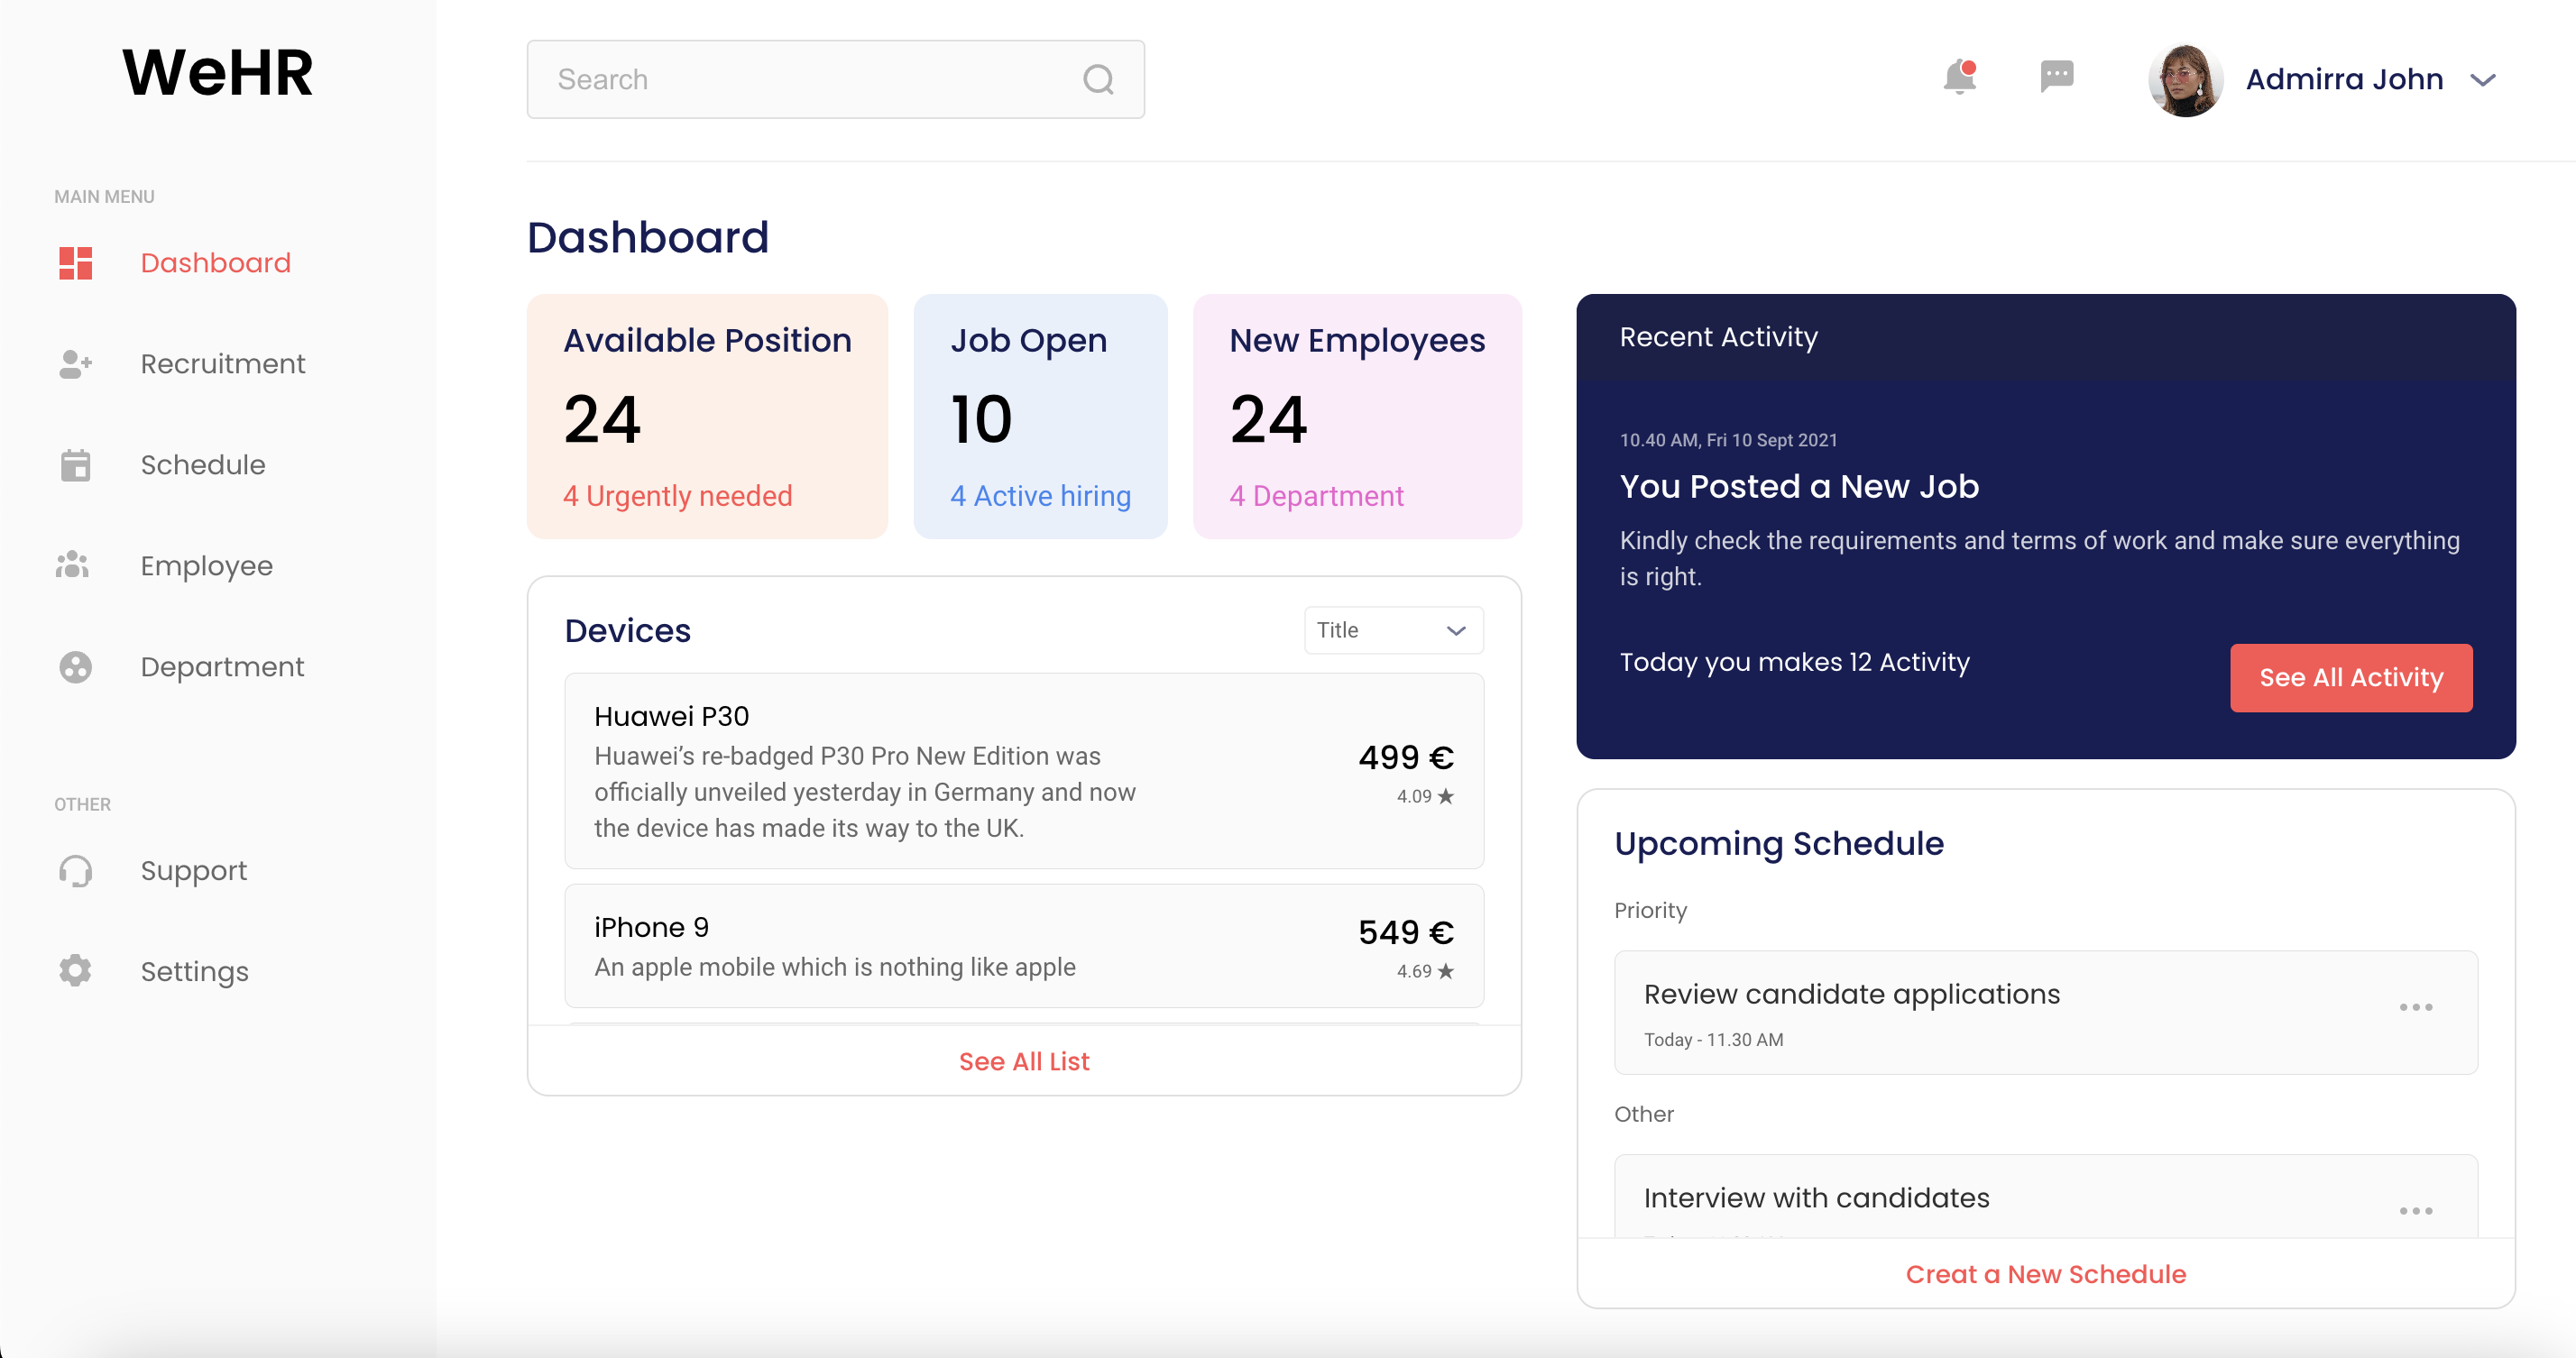 WeHR
Search
Admirra John
MAIN MENU
Dashboard
Recruitment
Schedule
Employee
Department
OTHER
Support
Settings
Dashboard
Available Position
24
4 Urgently needed
Job Open
10
4 Active hiring
New Employees
24
4 Department
Devices
Title
Huawei P30
Huawei’s re-badged P30 Pro New Edition was
officially unveiled yesterday in Germany and now
the device has made its way to the UK.
499 €
4.09 ★
iPhone 9
An apple mobile which is nothing like apple
549 €
4.69 ★
See All List
Recent Activity
10.40 AM, Fri 10 Sept 2021
You Posted a New Job
Kindly check the requirements and terms of work and make sure everything
is right.
Today you makes 12 Activity
See All Activity
Upcoming Schedule
Priority
Review candidate applications
Today - 11.30 AM
Other
Interview with candidates
Creat a New Schedule